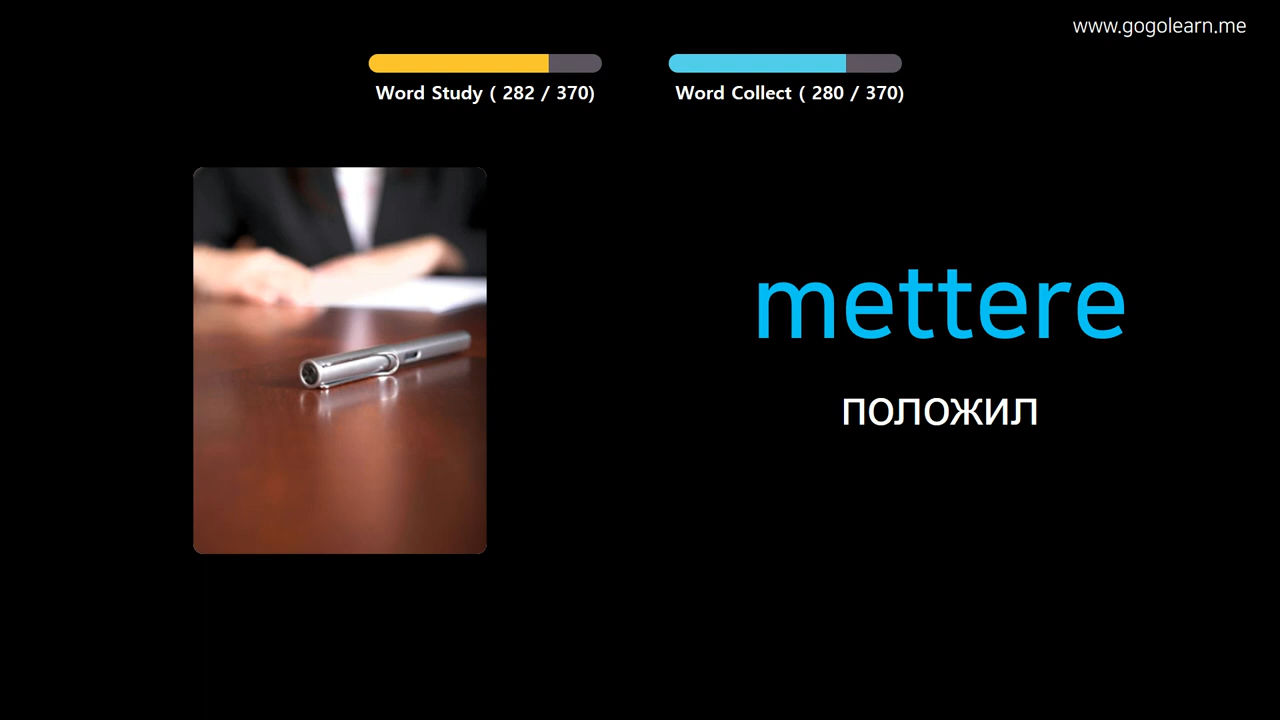 www.gogolearn.me
Word Study ( 282 / 370)
Word Collect ( 280 / 370)
mettere
положил